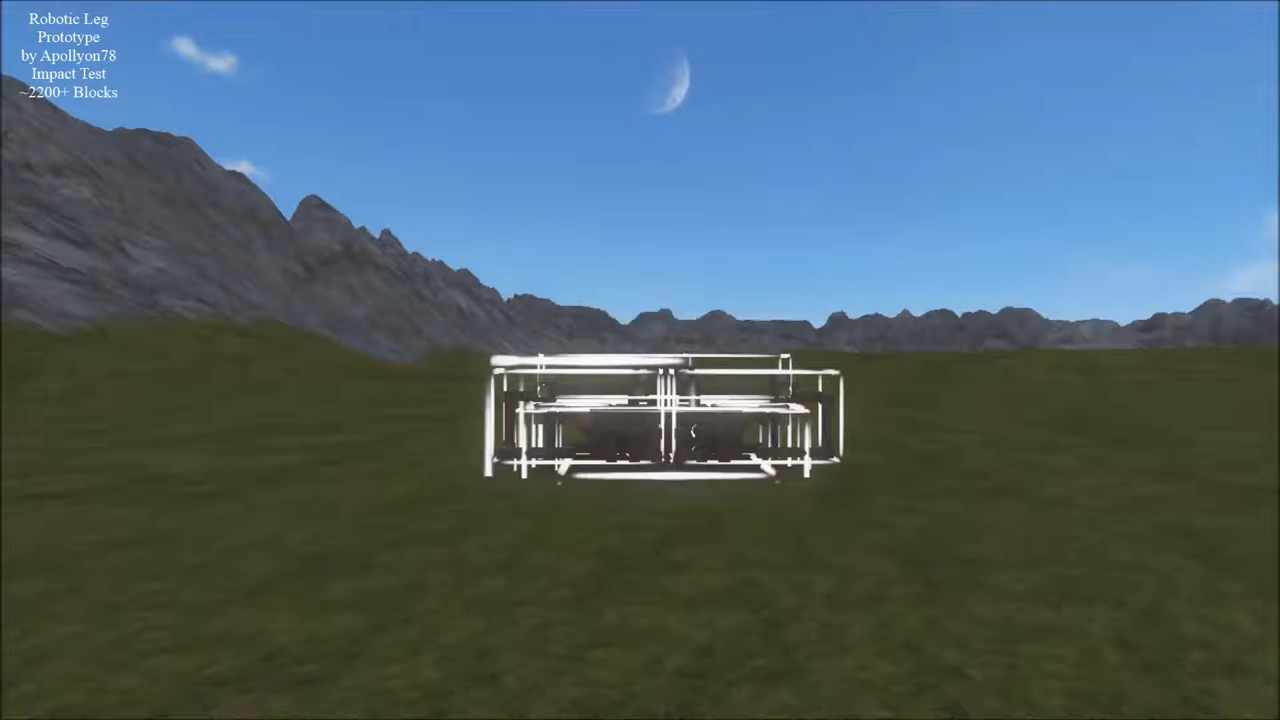 Robotic Leg
Prototype
by Apollyon78
Impact Test
~2200+ Blocks